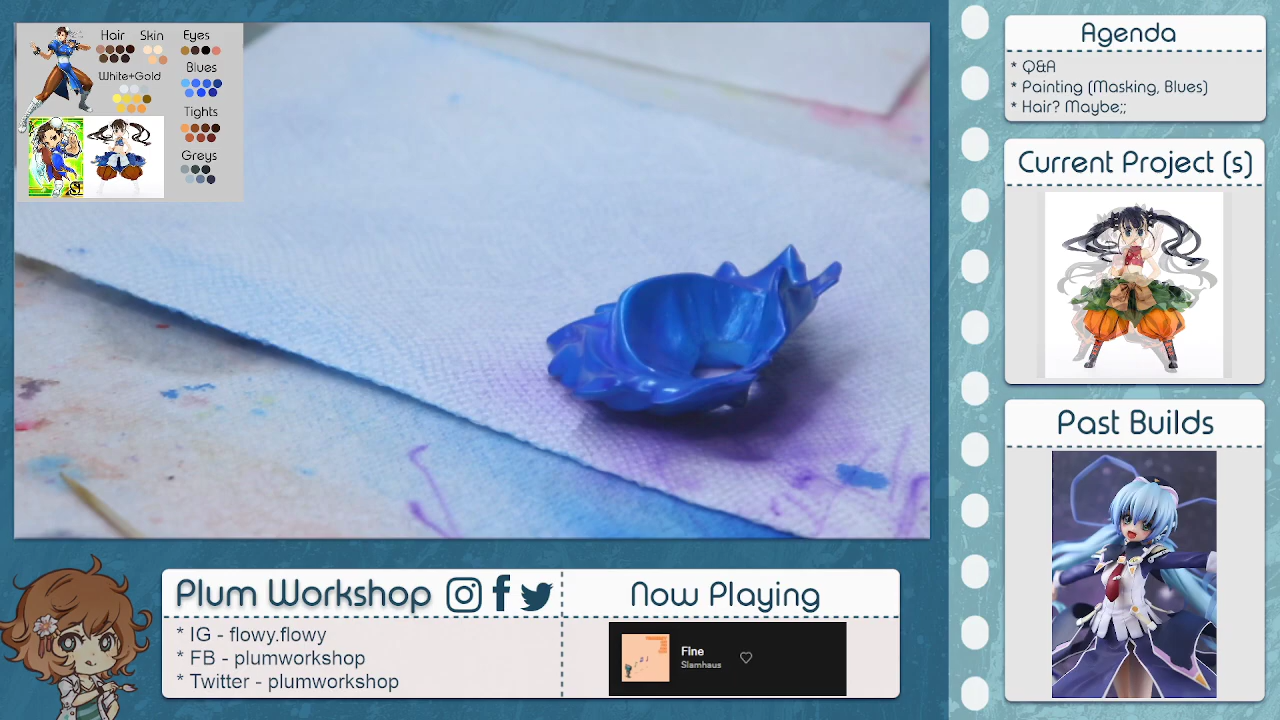 Hair Skin Eyes
White+Gold
Blues
Tights
Greys
Agenda
* Q&A
* Painting (Masking, Blues)
* Hair? Maybe;;
Current Project (s)
Past Builds
Plum Workshop
* IG - flowy.flowy
* FB - plumworkshop
* Twitter - plumworkshop
Now Playing
FIne
Slamhaus